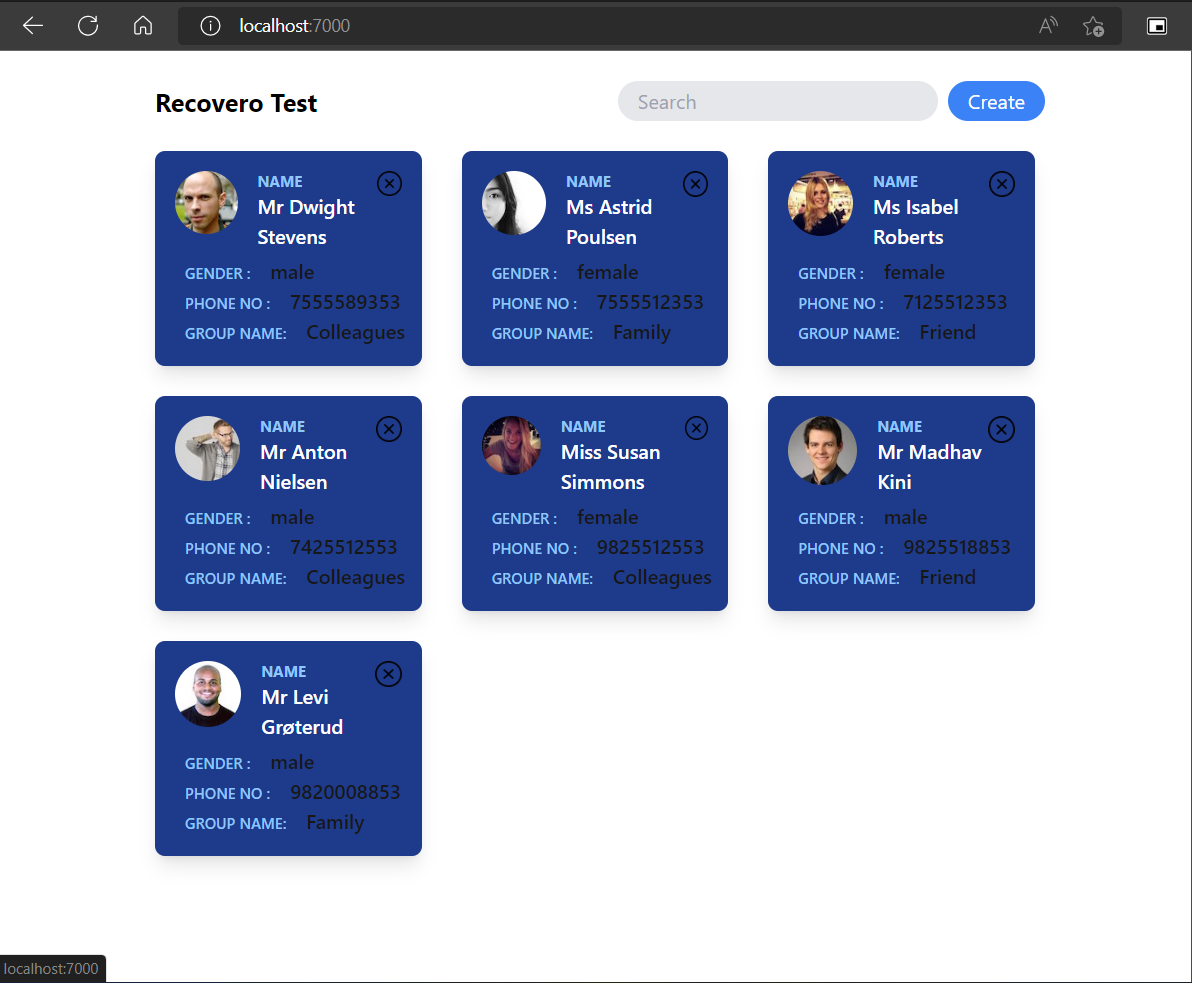 localhost:7000
Recovero Test
Search
Create
NAME
Mr Dwight
Stevens
GENDER : male
PHONE NO : 7555589353
GROUP NAME: Colleagues
NAME
Ms Astrid
Poulsen
GENDER : female
PHONE NO : 7555512353
GROUP NAME: Family
NAME
Ms Isabel
Roberts
GENDER : female
PHONE NO : 7125512353
GROUP NAME: Friend
NAME
Mr Anton
Nielsen
GENDER : male
PHONE NO : 7425512553
GROUP NAME: Colleagues
NAME
Miss Susan
Simmons
GENDER : female
PHONE NO : 9825512553
GROUP NAME: Colleagues
NAME
Mr Madhav
Kini
GENDER : male
PHONE NO : 9825518853
GROUP NAME: Friend
NAME
Mr Levi
Grøterud
GENDER : male
PHONE NO : 9820008853
GROUP NAME: Family
localhost:7000